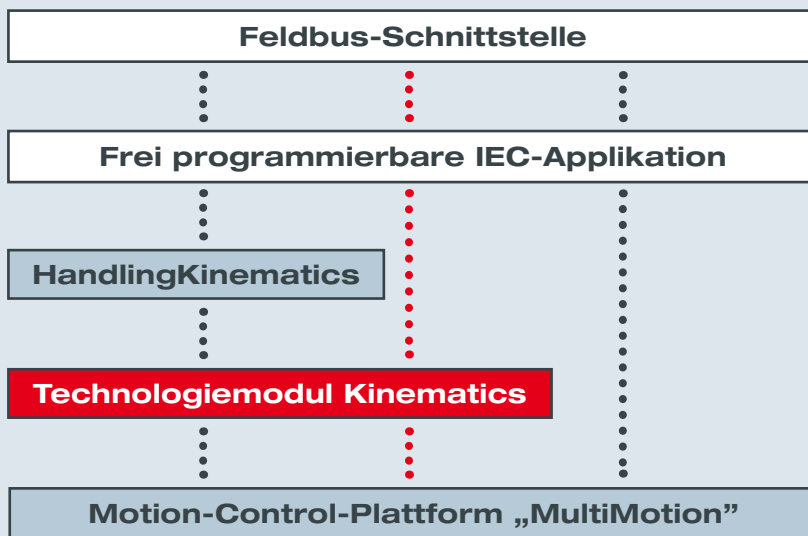 Feldbus-Schnittstelle
Frei programmierbare IEC-Applikation
HandlingKinematics
Technologiemodul Kinematics
Motion-Control-Plattform „MultiMotion”